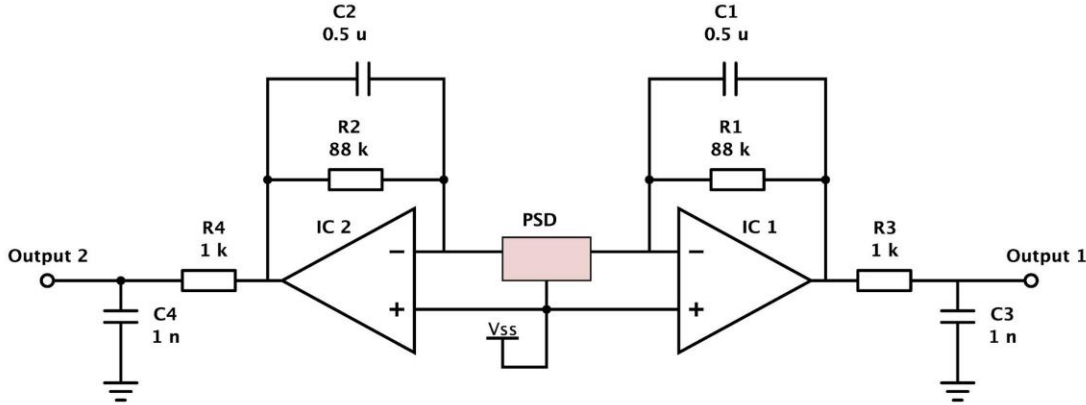 C2
0.5 u
C1
0.5 u
R2
88 k
R1
88 k
R4
1 k
IC 2
PSD
IC 1
R3
1 k
Output 2
Output 1
−
−
+
+
C4
1 n
Vss
C3
1 n